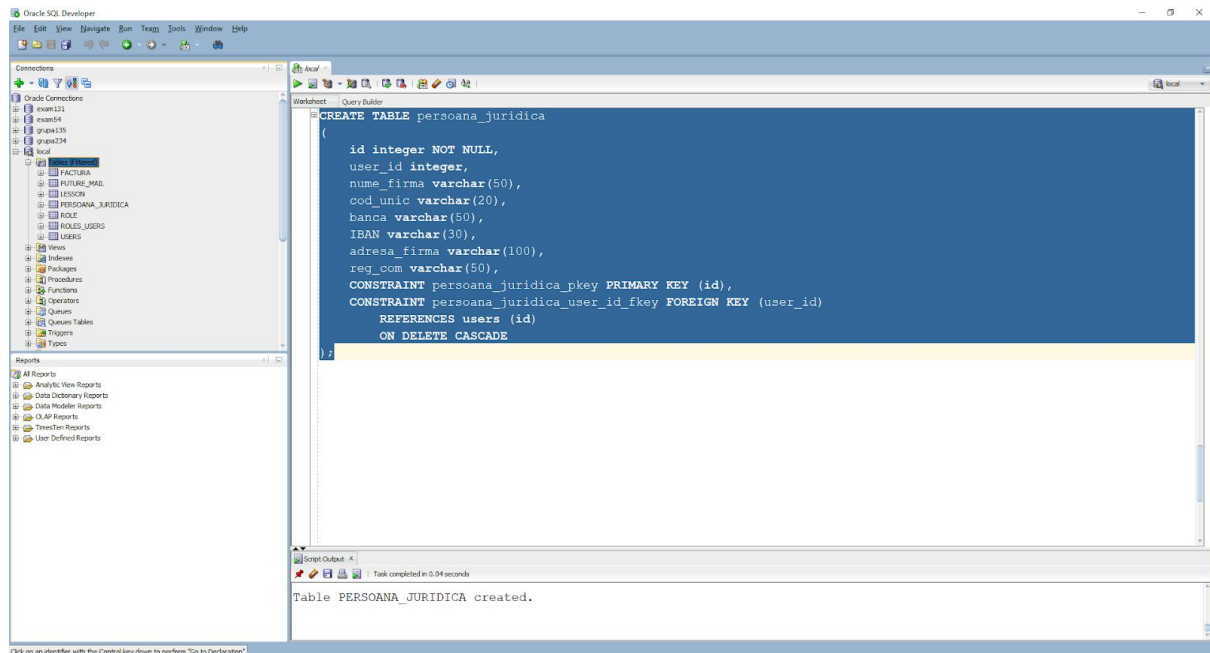 Oracle SQL Developer
File Edit View Navigate Run Team Tools Window Help
Connections
Oracle Connections
exam131
exam54
grupa135
grupa234
local
Tables (Filtered)
FACTURA
FUTURE_MAIL
LESSON
PERSOANA_JURIDICA
ROLE
ROLES_USERS
USERS
Views
Indexes
Packages
Procedures
Functions
Operators
Queues
Queues Tables
Triggers
Types
Reports
All Reports
Analytic View Reports
Data Dictionary Reports
Data Modeler Reports
OLAP Reports
TimesTen Reports
User Defined Reports
local
local
Worksheet Query Builder
CREATE TABLE persoana_juridica
(
id integer NOT NULL,
user_id integer,
nume_firma varchar(50),
cod_unic varchar(20),
banca varchar(50),
IBAN varchar(30),
adresa_firma varchar(100),
reg_com varchar(50),
CONSTRAINT persoana_juridica_pkey PRIMARY KEY (id),
CONSTRAINT persoana_juridica_user_id_fkey FOREIGN KEY (user_id)
REFERENCES users (id)
ON DELETE CASCADE
);
Script Output
Task completed in 0.04 seconds
Table PERSOANA_JURIDICA created.
Click on an identifier with the Control key down to perform "Go to Declaration"